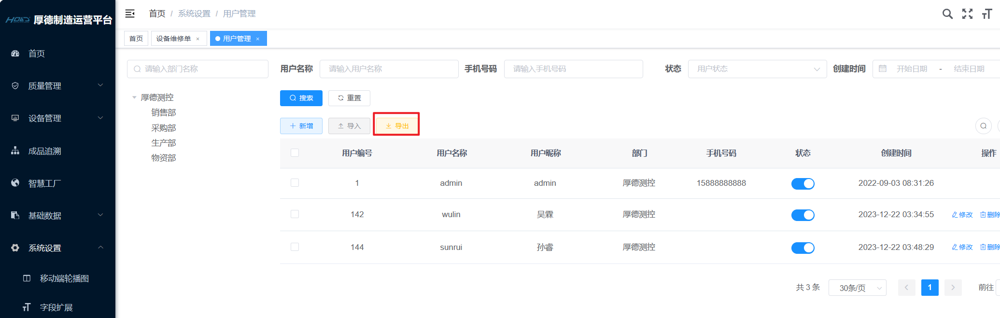 HOLD 厚德制造运营平台
首页
质量管理
设备管理
成品追溯
智慧工厂
基础数据
系统设置
移动端轮播图
字段扩展
首页 / 系统设置 / 用户管理
首页 设备维修单 × 用户管理 ×
请输入部门名称
厚德测控
销售部
采购部
生产部
物资部
用户名称 请输入用户名称 手机号码 请输入手机号码 状态 用户状态 创建时间 开始日期 - 结束日期
搜索 重置
新增 导入 导出
用户编号 用户名称 用户昵称 部门 手机号码 状态 创建时间 操作
1 admin admin 厚德测控 15888888888 2022-09-03 08:31:26
142 wulin 吴霖 厚德测控 2023-12-22 03:34:55 修改 删除
144 sunrui 孙睿 厚德测控 2023-12-22 03:48:29 修改 删除
共 3 条 30条/页 1 前往